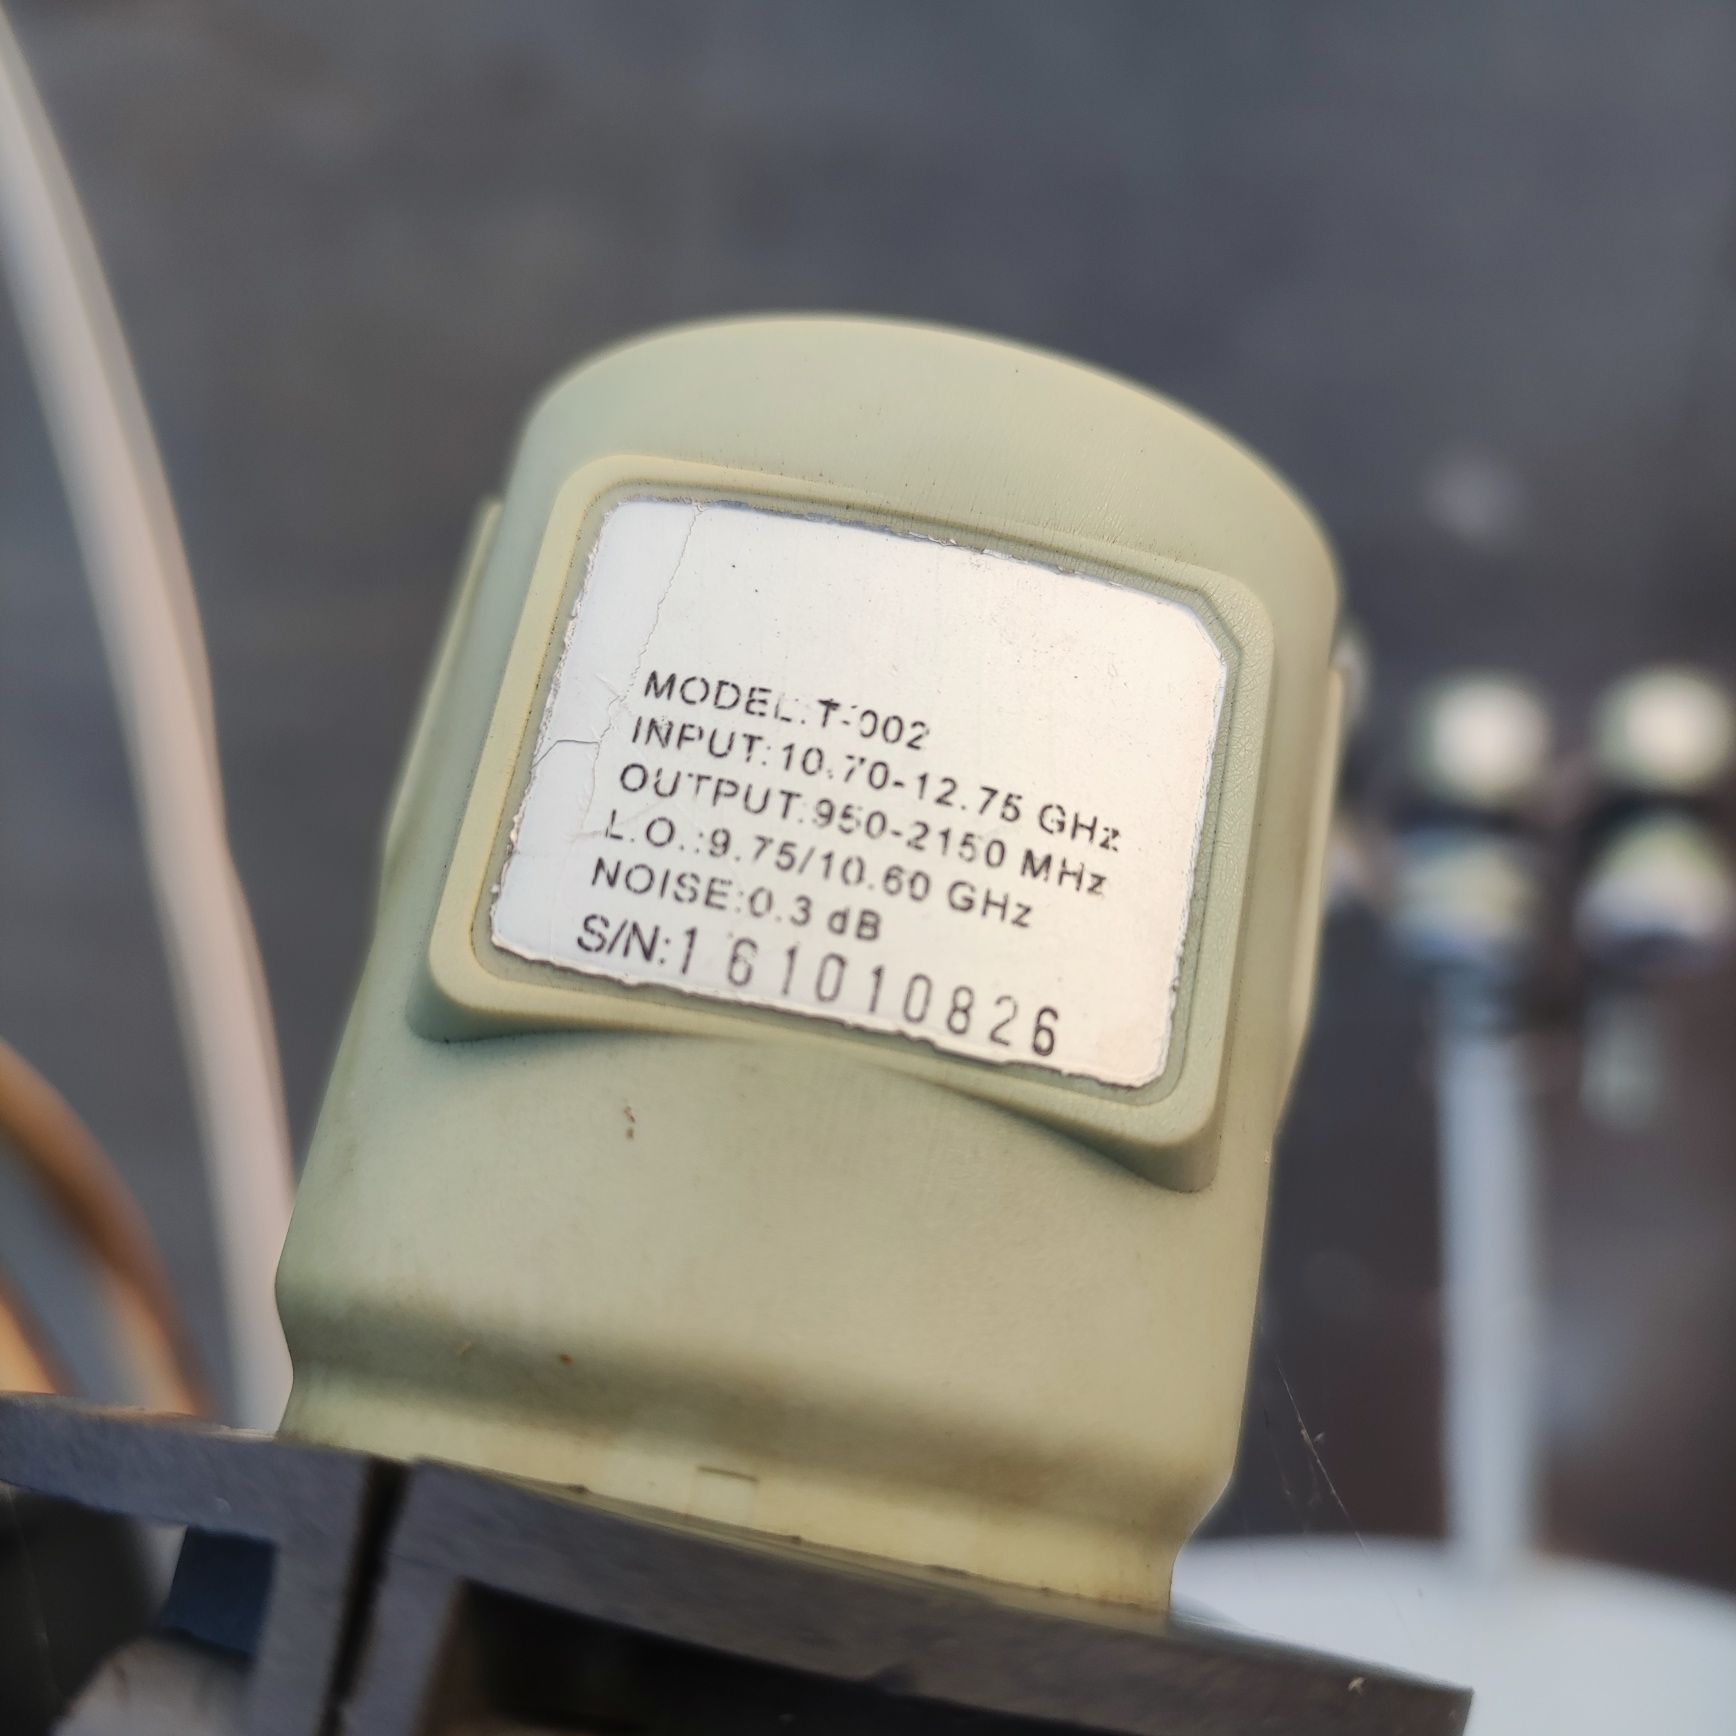 MODEL:T-002
INPUT:10.70-12.75 GHz
OUTPUT:950-2150 MHz
L.O.:9.75/10.60 GHz
NOISE:0.3 dB
S/N:161010826